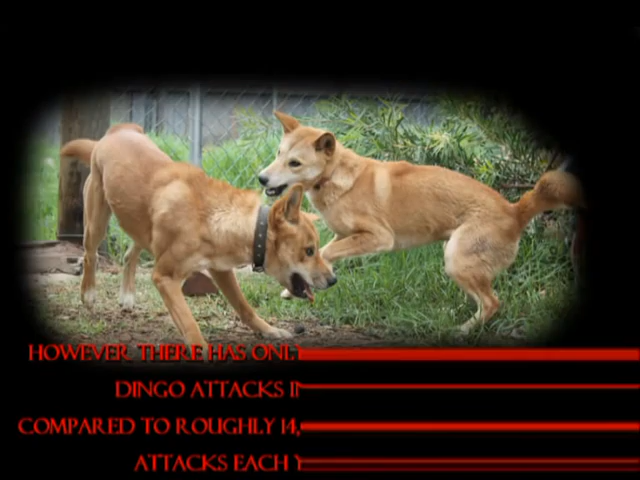 HOWEVER THERE HAS ONLY
DINGO ATTACKS
COMPARED TO ROUGHLY 14,
ATTACKS EACH